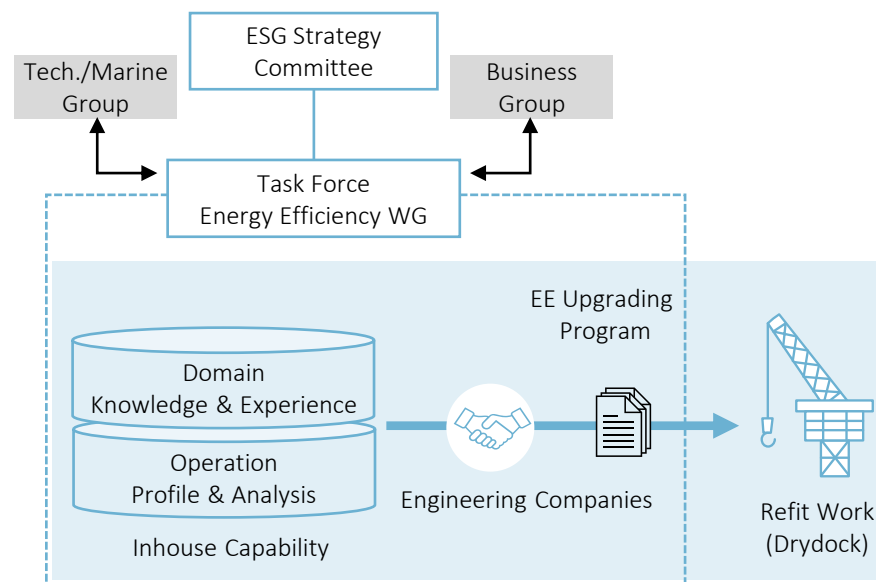 ESG Strategy
Committee
Tech./Marine
Group
Business
Group
Task Force
Energy Efficiency WG
EE Upgrading
Program
Domain
Knowledge & Experience
Operation
Profile & Analysis
Inhouse Capability
Engineering Companies
Refit Work
(Drydock)